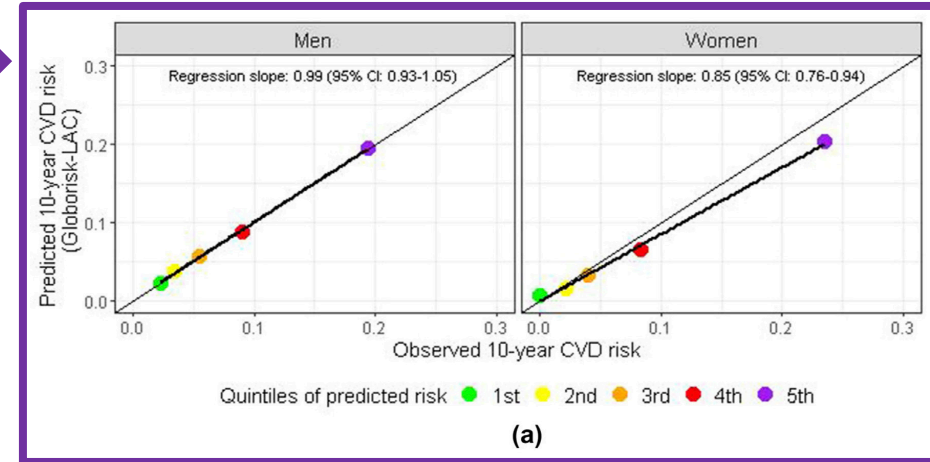 Men
Women
Regression slope: 0.99 (95% CI: 0.93-1.05)
Regression slope: 0.85 (95% CI: 0.76-0.94)
Predicted 10-year CVD risk
(Globorisk-LAC)
0.3
0.2
0.1
0.0
0.0 0.1 0.2 0.3
0.0 0.1 0.2 0.3
Observed 10-year CVD risk
Quintiles of predicted risk 1st 2nd 3rd 4th 5th
(a)